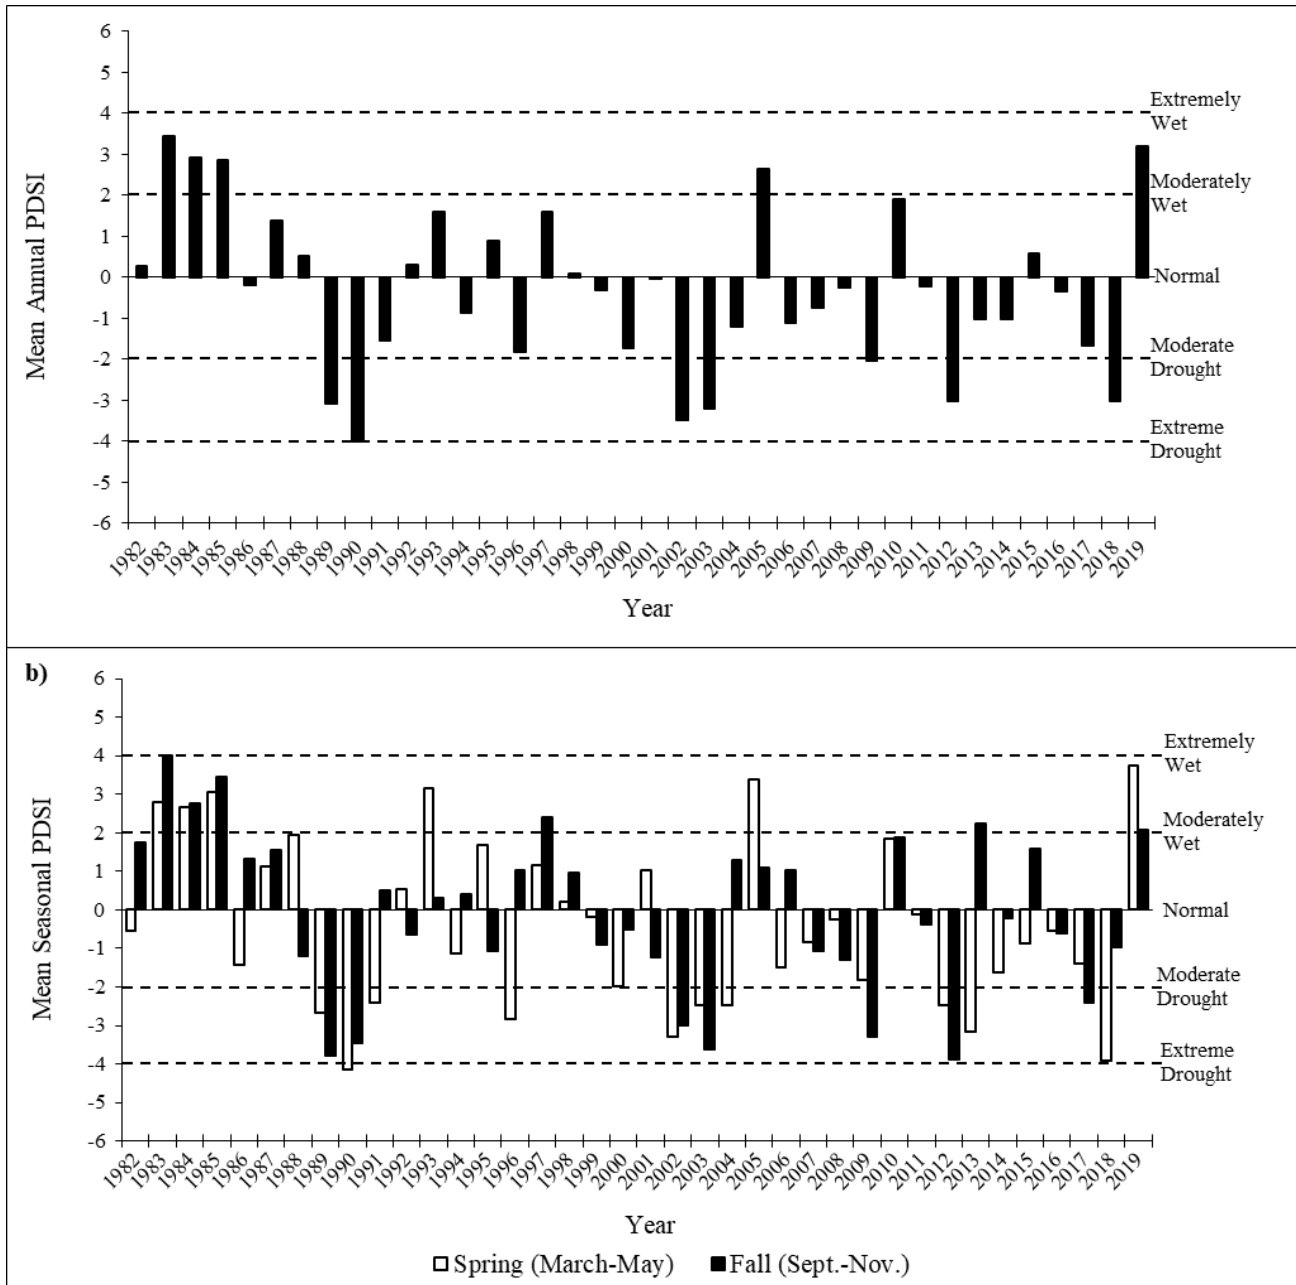 6
5
4
3
2
1
0
-1
-2
-3
-4
-5
-6
Mean Annual PDSI
Extremely
Wet
Moderately
Wet
Normal
Moderate
Drought
Extreme
Drought
1982 1983 1984 1985 1986 1987 1988 1989 1990 1991 1992 1993 1994 1995 1996 1997 1998 1999 2000 2001 2002 2003 2004 2005 2006 2007 2008 2009 2010 2011 2012 2013 2014 2015 2016 2017 2018 2019
Year
b)
6
5
4
3
2
1
0
-1
-2
-3
-4
-5
-6
Mean Seasonal PDSI
Extremely
Wet
Moderately
Wet
Normal
Moderate
Drought
Extreme
Drought
1982 1983 1984 1985 1986 1987 1988 1989 1990 1991 1992 1993 1994 1995 1996 1997 1998 1999 2000 2001 2002 2003 2004 2005 2006 2007 2008 2009 2010 2011 2012 2013 2014 2015 2016 2017 2018 2019
Year
Spring (March-May) Fall (Sept.-Nov.)